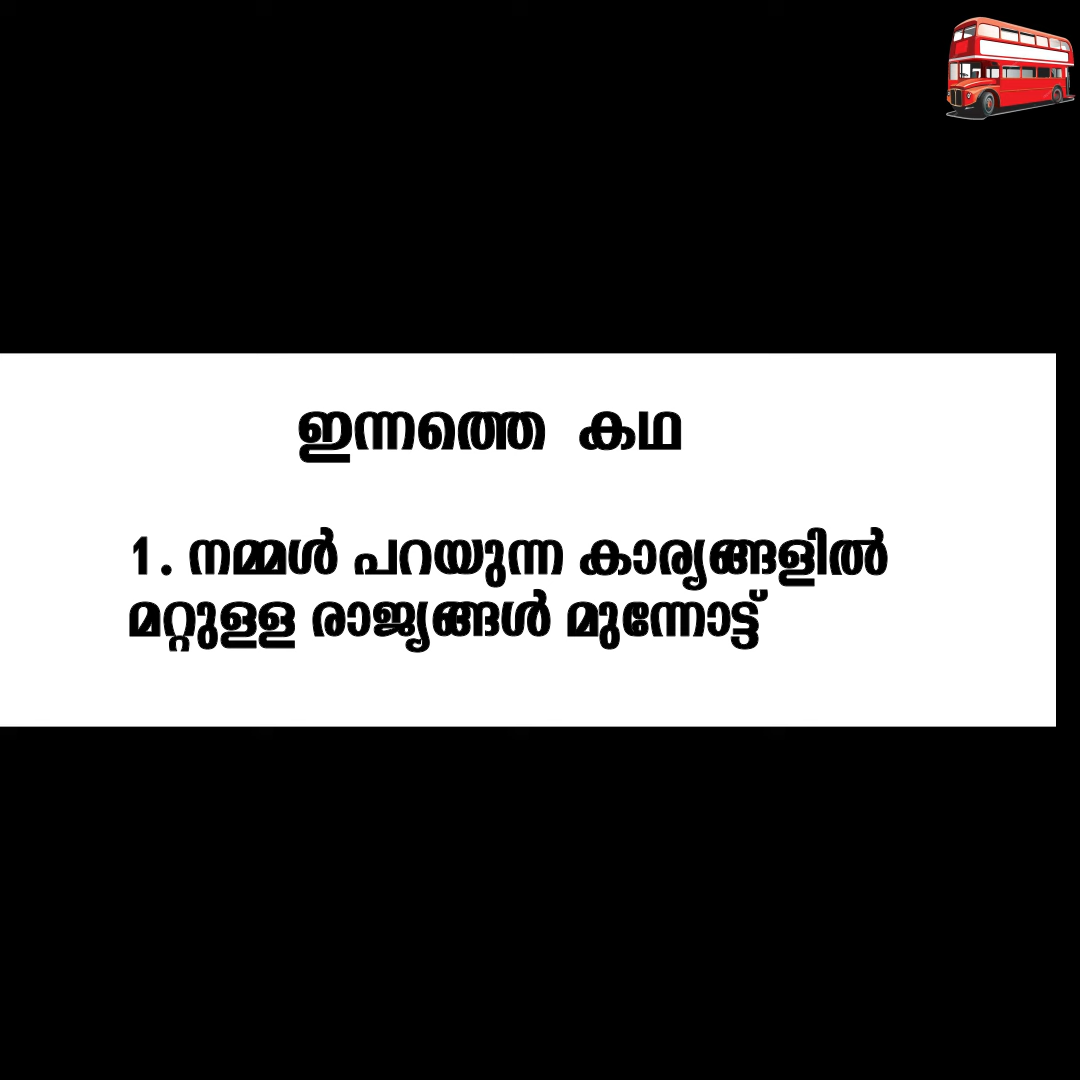 ഇന്നത്തെ കഥ
1. നമ്മൾ പറയുന്ന കാര്യങ്ങളിൽ
മറ്റുള്ള രാജ്യങ്ങൾ മുന്നോട്ട്